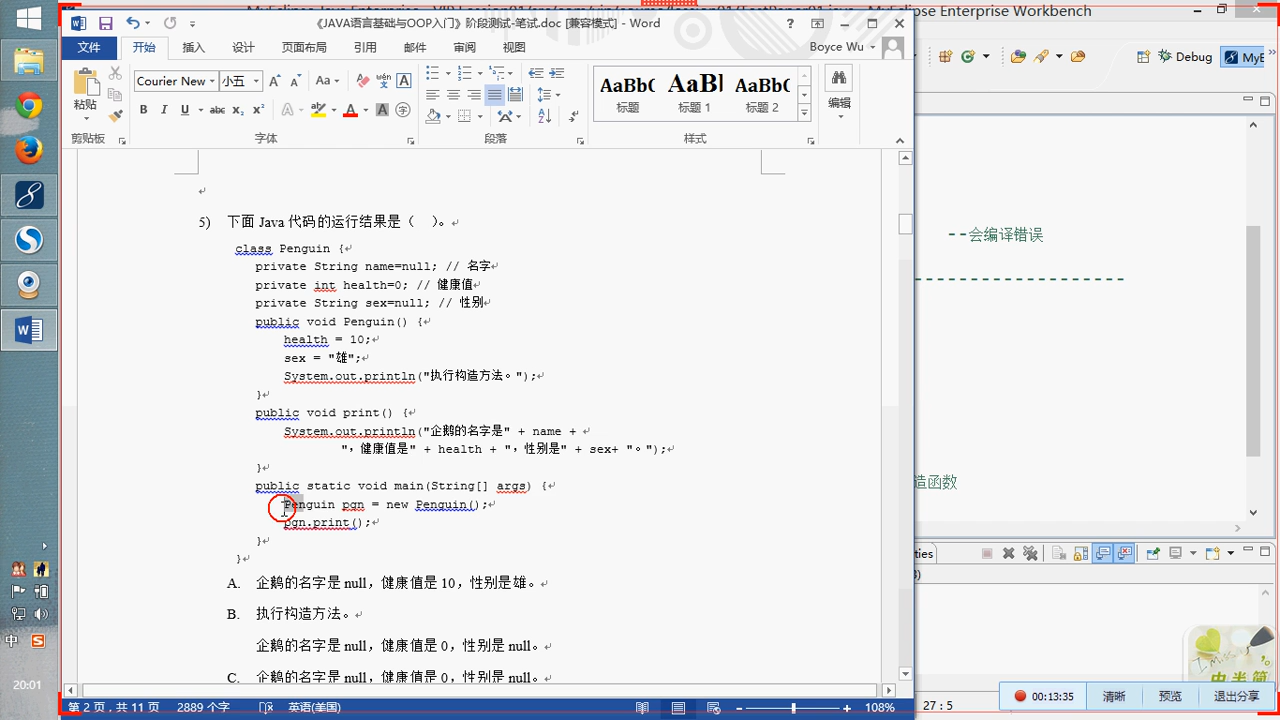 《JAVA语言基础与OOP入门》阶段测试-笔试.doc [兼容模式] - Word
Enterprise Workbench
文件 开始 插入 设计 页面布局 引用 邮件 审阅 视图
Boyce Wu
Courier New 小五
粘贴
剪贴板 字体 段落 样式
AaBbC AaBl AaBbC
标题 标题 1 标题 2
编辑
Debug
MyE
5) 下面 Java 代码的运行结果是（ ）。
class Penguin {
private String name=null; // 名字
private int health=0; // 健康值
private String sex=null; // 性别
public void Penguin() {
health = 10;
sex = "雄";
System.out.println("执行构造方法。");
}
public void print() {
System.out.println("企鹅的名字是" + name +
"，健康值是" + health + "，性别是" + sex+ "。");
}
public static void main(String[] args) {
Penguin pgn = new Penguin();
pgn.print();
}
}
A. 企鹅的名字是 null，健康值是 10，性别是雄。
B. 执行构造方法。
企鹅的名字是 null，健康值是 0，性别是 null。
C. 企鹅的名字是 null，健康值是 0，性别是 null。
--会编译错误
造函数
ties
中
20:01
第 2 页，共 11 页 2889 个字 英语(美国)
108%
27 : 5
00:13:35 清晰 预览 退出分享